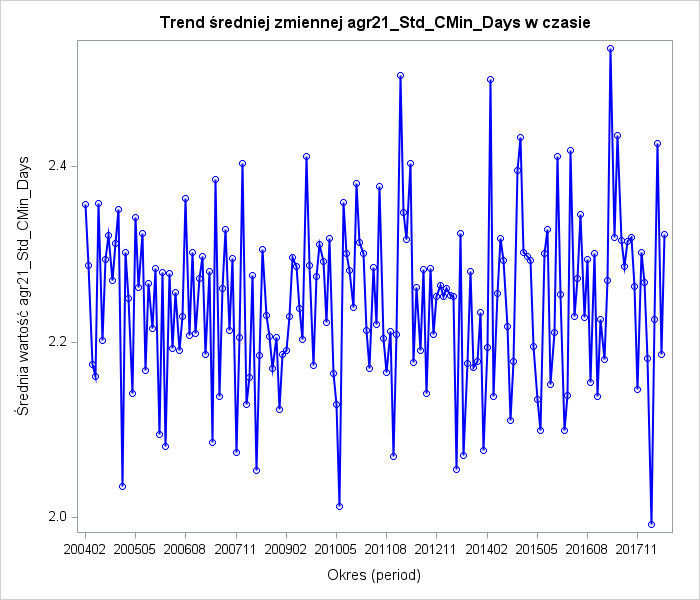 Trend średniej zmiennej agr21_Std_CMin_Days w czasie
Średnia wartość agr21_Std_CMin_Days
2.4
2.2
2.0
200402 200505 200608 200711 200902 201005 201108 201211 201402 201505 201608 201711
Okres (period)